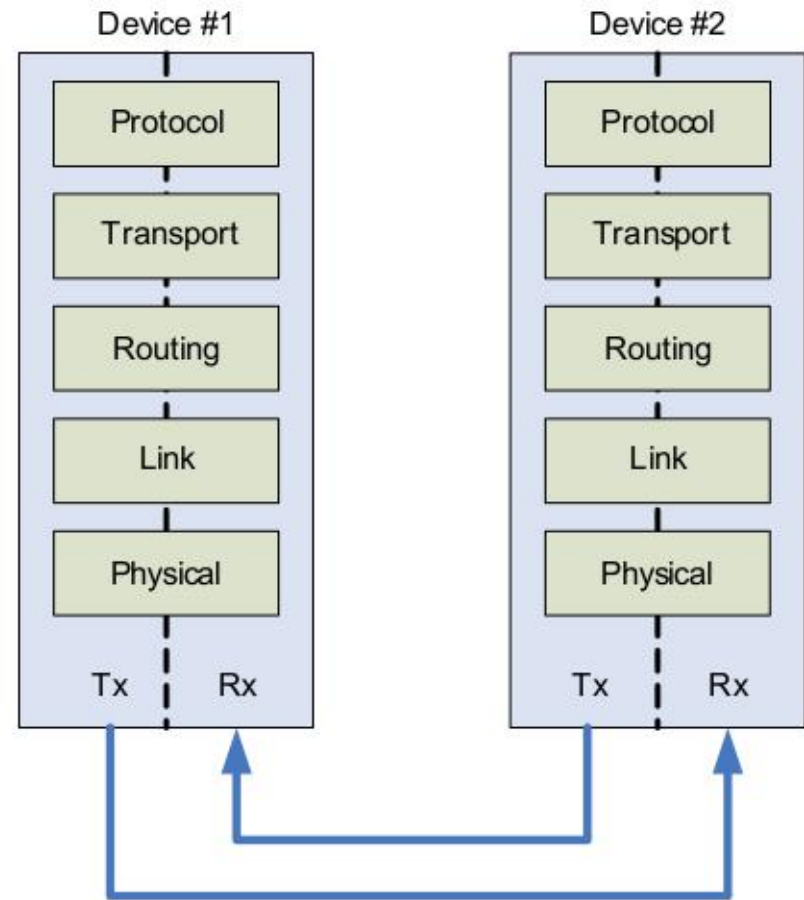 Device #1
Protocol
Transport
Routing
Link
Physical
Tx Rx
Device #2
Protocol
Transport
Routing
Link
Physical
Tx Rx